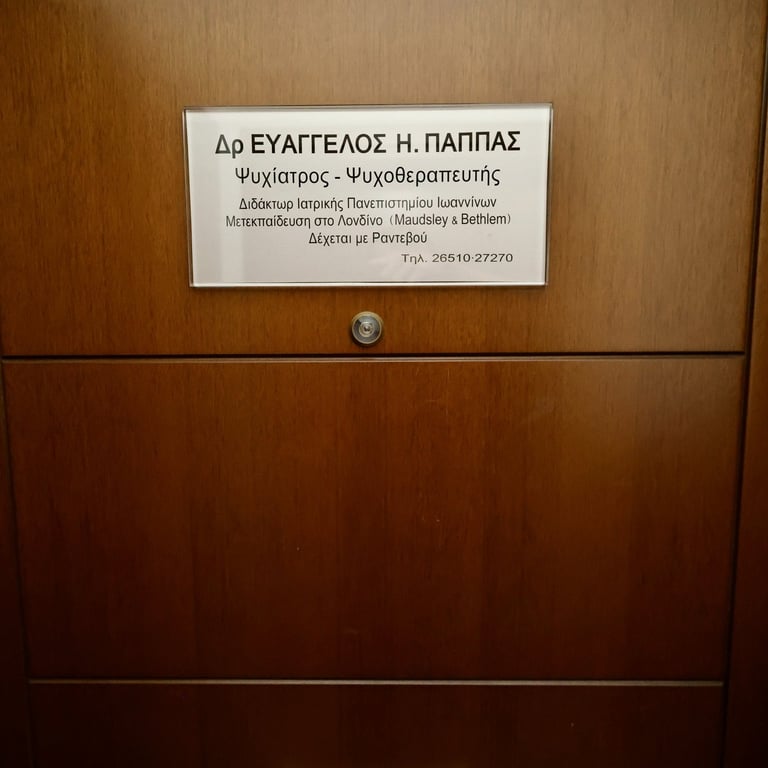 Δρ ΕΥΑΓΓΕΛΟΣ Η. ΠΑΠΠΑΣ
Ψυχίατρος - Ψυχοθεραπευτής
Διδάκτωρ Ιατρικής Πανεπιστημίου Ιωαννίνων
Μετεκπαίδευση στο Λονδίνο (Maudsley & Bethlem)
Δέχεται με Ραντεβού
Τηλ. 26510·27270